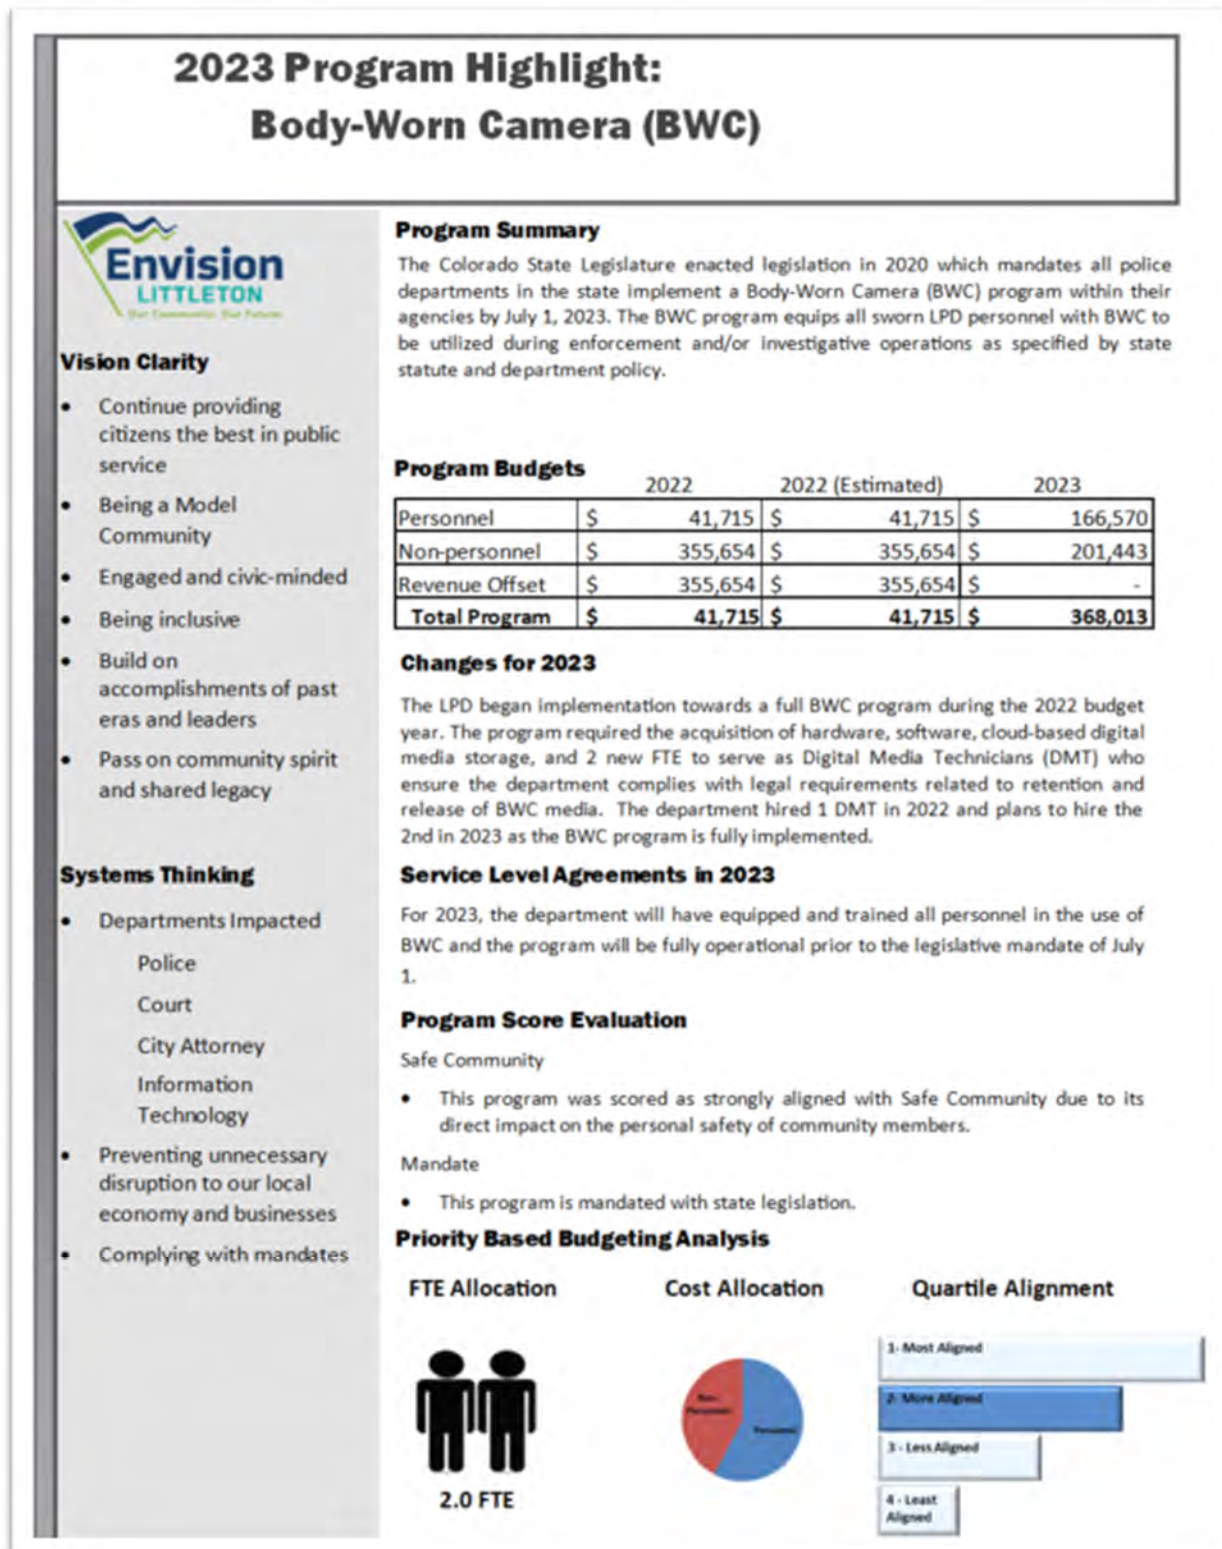 2023 Program Highlight:
Body-Worn Camera (BWC)
Envision
LITTLETON
Our Community. Our Future.
Vision Clarity
• Continue providing
citizens the best in public
service
• Being a Model
Community
• Engaged and civic-minded
• Being inclusive
• Build on
accomplishments of past
eras and leaders
• Pass on community spirit
and shared legacy
Systems Thinking
• Departments Impacted
Police
Court
City Attorney
Information
Technology
• Preventing unnecessary
disruption to our local
economy and businesses
• Complying with mandates
Program Summary
The Colorado State Legislature enacted legislation in 2020 which mandates all police
departments in the state implement a Body-Worn Camera (BWC) program within their
agencies by July 1, 2023. The BWC program equips all sworn LPD personnel with BWC to
be utilized during enforcement and/or investigative operations as specified by state
statute and department policy.
Program Budgets
2022 2022 (Estimated) 2023
Personnel $ 41,715 $ 41,715 $ 166,570
Non-personnel $ 355,654 $ 355,654 $ 201,443
Revenue Offset $ 355,654 $ 355,654 $ -
Total Program $ 41,715 $ 41,715 $ 368,013
Changes for 2023
The LPD began implementation towards a full BWC program during the 2022 budget
year. The program required the acquisition of hardware, software, cloud-based digital
media storage, and 2 new FTE to serve as Digital Media Technicians (DMT) who
ensure the department complies with legal requirements related to retention and
release of BWC media. The department hired 1 DMT in 2022 and plans to hire the
2nd in 2023 as the BWC program is fully implemented.
Service Level Agreements in 2023
For 2023, the department will have equipped and trained all personnel in the use of
BWC and the program will be fully operational prior to the legislative mandate of July
1.
Program Score Evaluation
Safe Community
• This program was scored as strongly aligned with Safe Community due to its
direct impact on the personal safety of community members.
Mandate
• This program is mandated with state legislation.
Priority Based Budgeting Analysis
FTE Allocation
2.0 FTE
Cost Allocation
Non-
Personnel
Personnel
Quartile Alignment
1- Most Aligned
2- More Aligned
3 - Less Aligned
4 - Least
Aligned